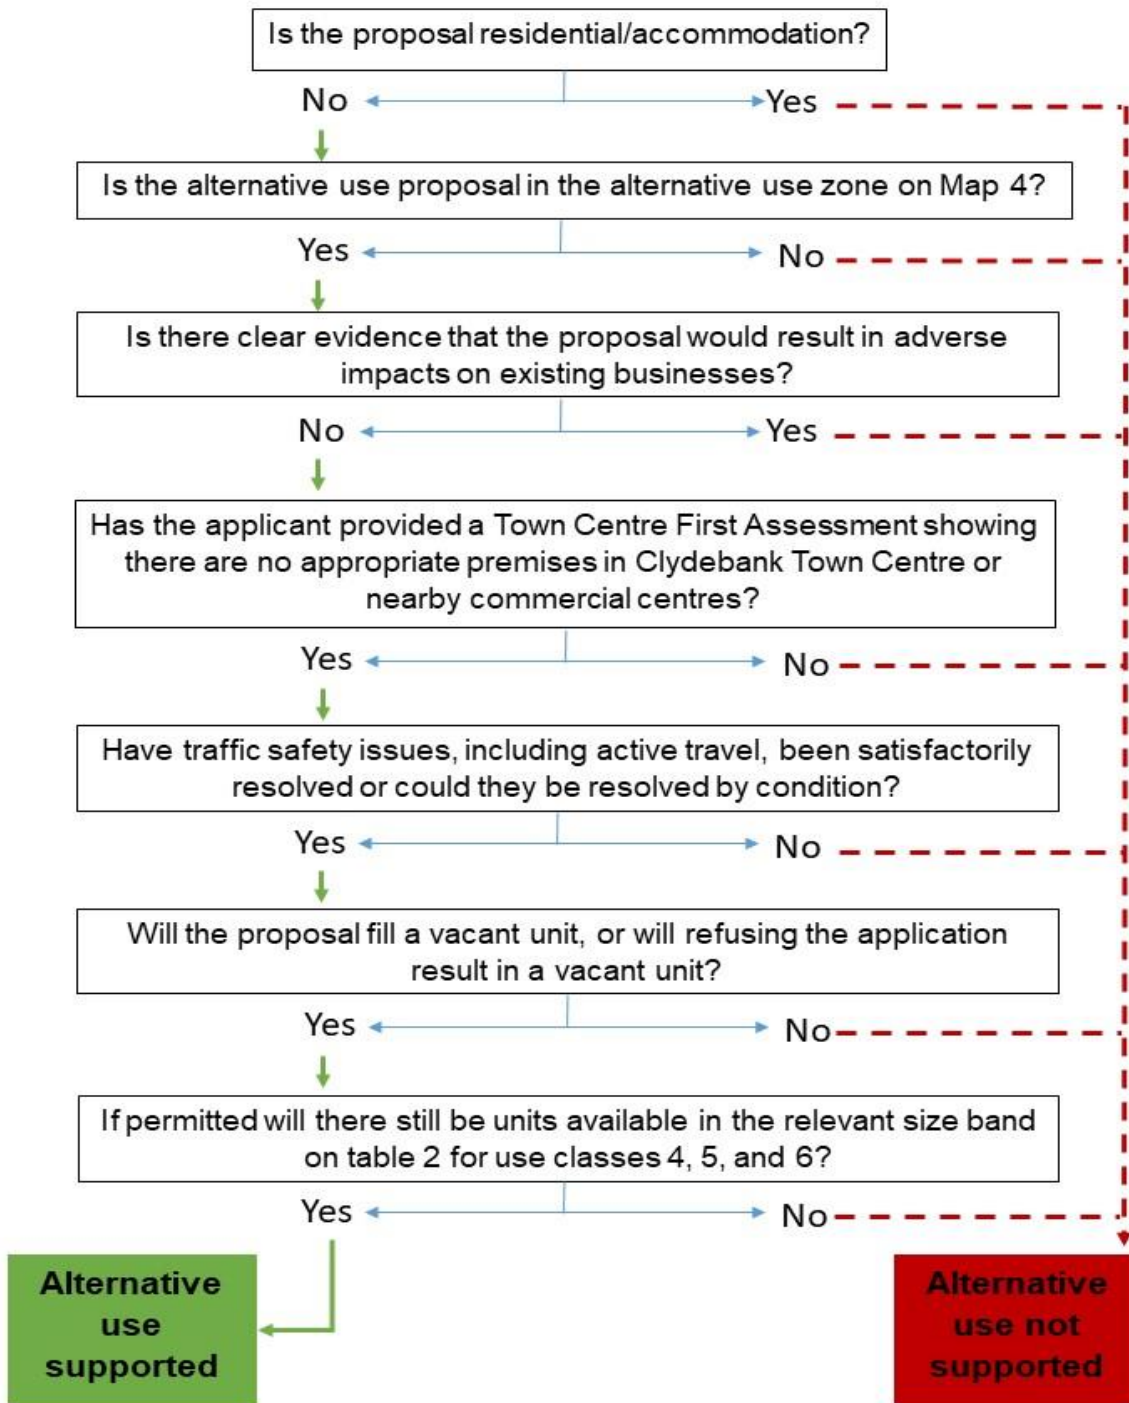 Is the proposal residential/accommodation?
No
Yes
Is the alternative use proposal in the alternative use zone on Map 4?
Yes
No
Is there clear evidence that the proposal would result in adverse
impacts on existing businesses?
No
Yes
Has the applicant provided a Town Centre First Assessment showing
there are no appropriate premises in Clydebank Town Centre or
nearby commercial centres?
Yes
No
Have traffic safety issues, including active travel, been satisfactorily
resolved or could they be resolved by condition?
Yes
No
Will the proposal fill a vacant unit, or will refusing the application
result in a vacant unit?
Yes
No
If permitted will there still be units available in the relevant size band
on table 2 for use classes 4, 5, and 6?
Yes
No
Alternative
use
supported
Alternative
use not
supported